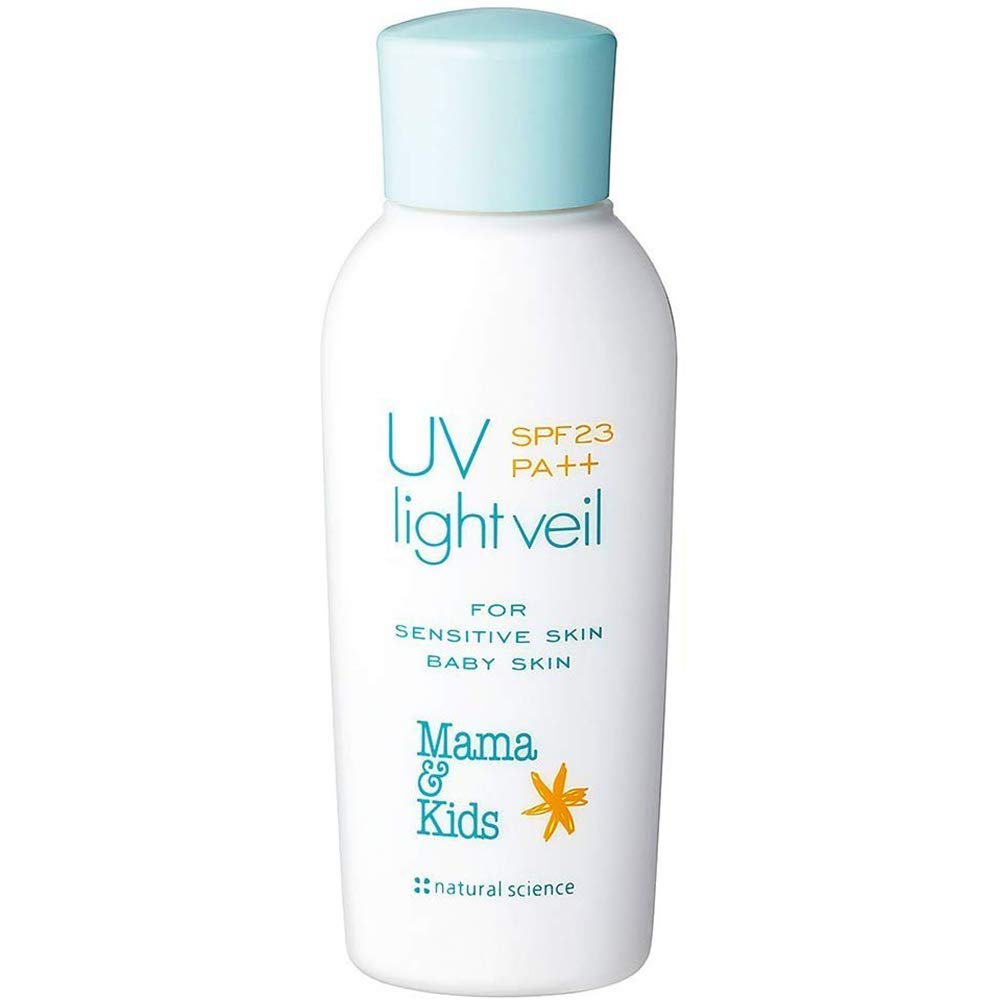 UV SPF23
PA++
light veil
FOR
SENSITIVE SKIN
BABY SKIN
Mama
&
Kids
natural science